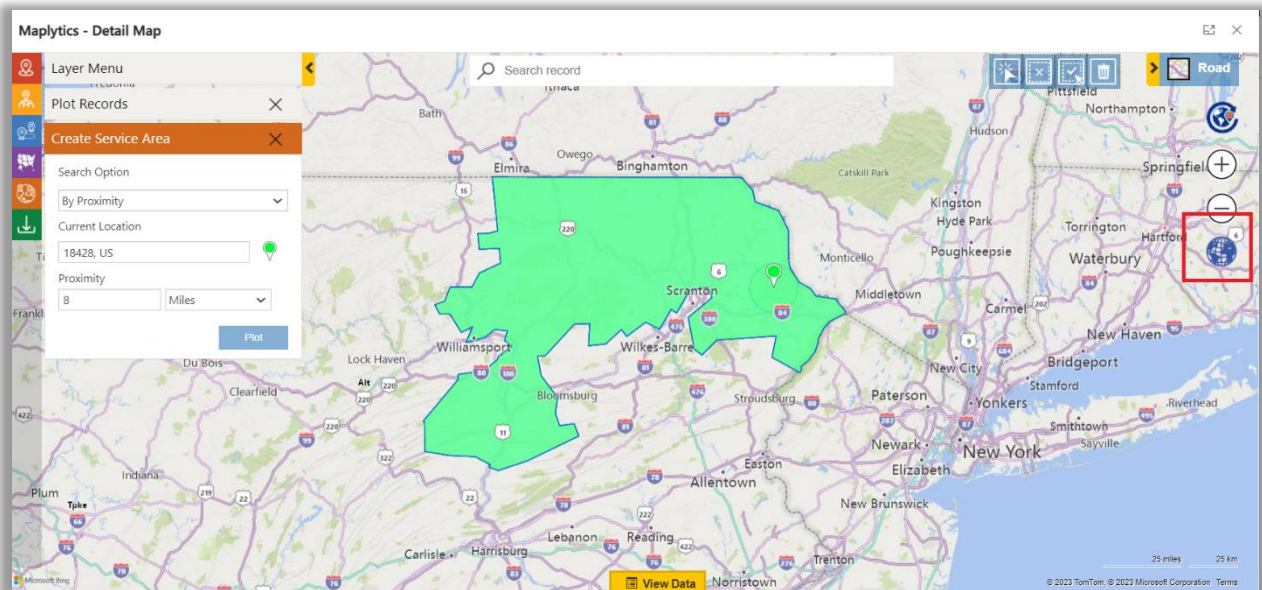 Maplytics - Detail Map
Layer Menu
Search record
Road
Plot Records
Create Service Area
Search Option
By Proximity
Current Location
18428, US
Proximity
8
Miles
Plot
Ithaca
Pittsfield
Northampton
Bath
Hudson
Owego
Elmira
Binghamton
Catskill Park
Springfiel
Kingston
Hyde Park
Torrington
Hartford
Monticello
Poughkeepsie
Waterbury
Scranton
Middletown
Carmel
Frankl
New Haven
Williamsport
Wilkes-Barre
Lock Haven
Du Bois
New City
Bridgeport
Stamford
Clearfield
Alt
Bloomsburg
Stroudsburg
Paterson
Yonkers
Riverhead
Smithtown
Sayville
Newark
New York
Indiana
Easton
Elizabeth
Allentown
Plum
Tpke
New Brunswick
Lebanon
Reading
Carlisle
Harrisburg
Trenton
25 miles
25 km
Microsoft Bing
View Data
Norristown
© 2023 TomTom, © 2023 Microsoft Corporation Terms